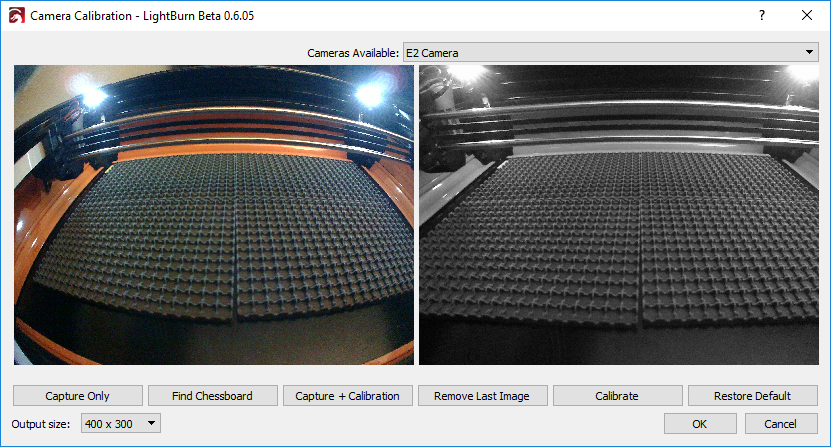 Camera Calibration - LightBurn Beta 0.6.05
Cameras Available: E2 Camera
Capture Only Find Chessboard Capture + Calibration Remove Last Image Calibrate Restore Default
Output size: 400 x 300 OK Cancel